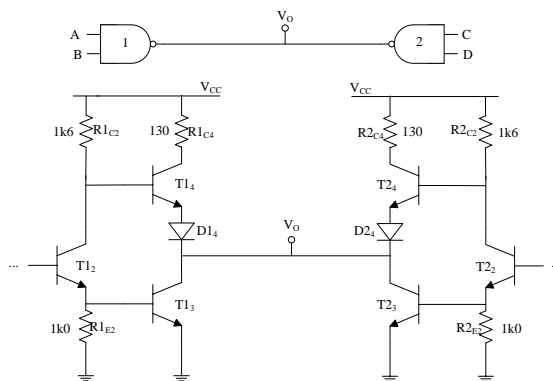 V_O
A
B
1
2
C
D
V_CC
V_CC
1k6
R1_C2
130
R1_C4
R2_C4
130
R2_C2
1k6
T1_4
T2_4
V_O
D1_4
D2_4
...
T1_2
T2_2
...
T1_3
T2_3
1k0
R1_E2
R2_E2
1k0